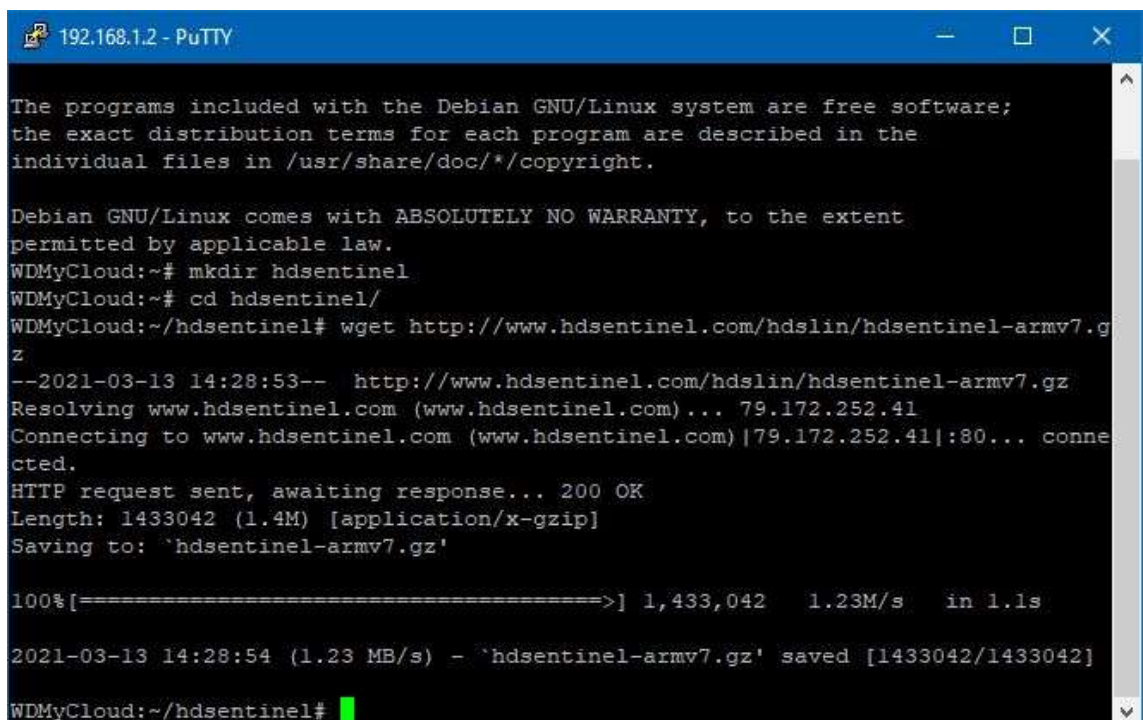 192.168.1.2 - PuTTY
The programs included with the Debian GNU/Linux system are free software;
the exact distribution terms for each program are described in the
individual files in /usr/share/doc/*/copyright.
Debian GNU/Linux comes with ABSOLUTELY NO WARRANTY, to the extent
permitted by applicable law.
WDMyCloud:~# mkdir hdsentinel
WDMyCloud:~# cd hdsentinel/
WDMyCloud:~/hdsentinel# wget http://www.hdsentinel.com/hdslin/hdsentinel-armv7.g
z
--2021-03-13 14:28:53--  http://www.hdsentinel.com/hdslin/hdsentinel-armv7.gz
Resolving www.hdsentinel.com (www.hdsentinel.com)... 79.172.252.41
Connecting to www.hdsentinel.com (www.hdsentinel.com)|79.172.252.41|:80... conne
cted.
HTTP request sent, awaiting response... 200 OK
Length: 1433042 (1.4M) [application/x-gzip]
Saving to: `hdsentinel-armv7.gz'
100%[======================================>] 1,433,042   1.23M/s   in 1.1s
2021-03-13 14:28:54 (1.23 MB/s) - `hdsentinel-armv7.gz' saved [1433042/1433042]
WDMyCloud:~/hdsentinel#